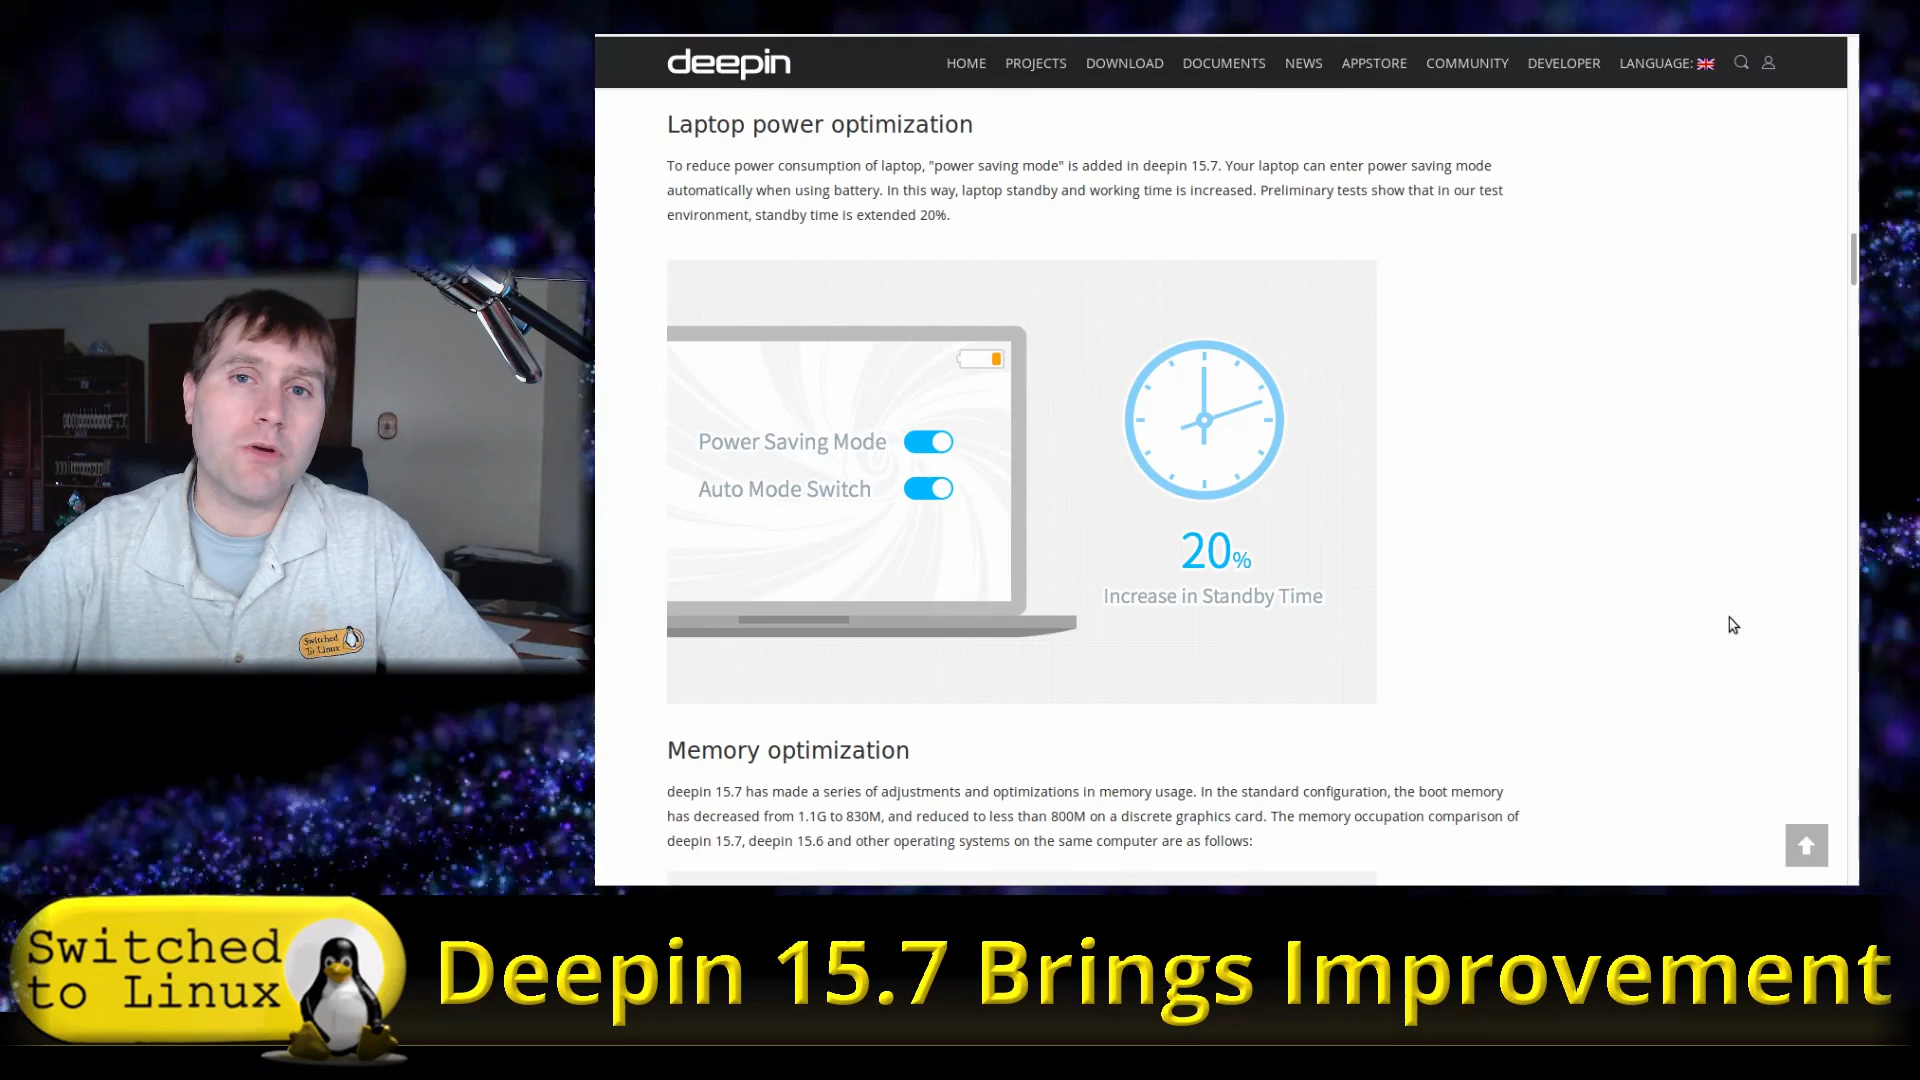 deepin
HOME PROJECTS DOWNLOAD DOCUMENTS NEWS APPSTORE COMMUNITY DEVELOPER LANGUAGE:
Laptop power optimization
To reduce power consumption of laptop, "power saving mode" is added in deepin 15.7. Your laptop can enter power saving mode
automatically when using battery. In this way, laptop standby and working time is increased. Preliminary tests show that in our test
environment, standby time is extended 20%.
Power Saving Mode
Auto Mode Switch
20%
Increase in Standby Time
Memory optimization
deepin 15.7 has made a series of adjustments and optimizations in memory usage. In the standard configuration, the boot memory
has decreased from 1.1G to 830M, and reduced to less than 800M on a discrete graphics card. The memory occupation comparison of
deepin 15.7, deepin 15.6 and other operating systems on the same computer are as follows:
Switched
To Linux
Switched
to Linux
Deepin 15.7 Brings Improvement